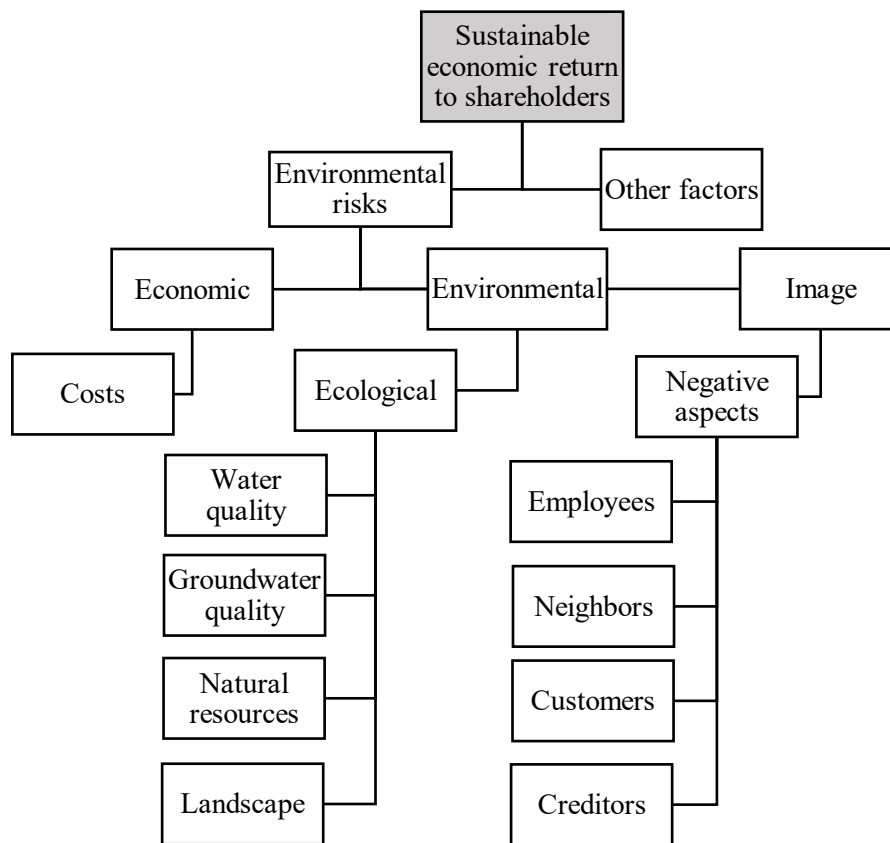 Sustainable
economic return
to shareholders
Environmental
risks
Other factors
Economic
Environmental
Image
Costs
Ecological
Negative
aspects
Water
quality
Employees
Groundwater
quality
Neighbors
Natural
resources
Customers
Landscape
Creditors